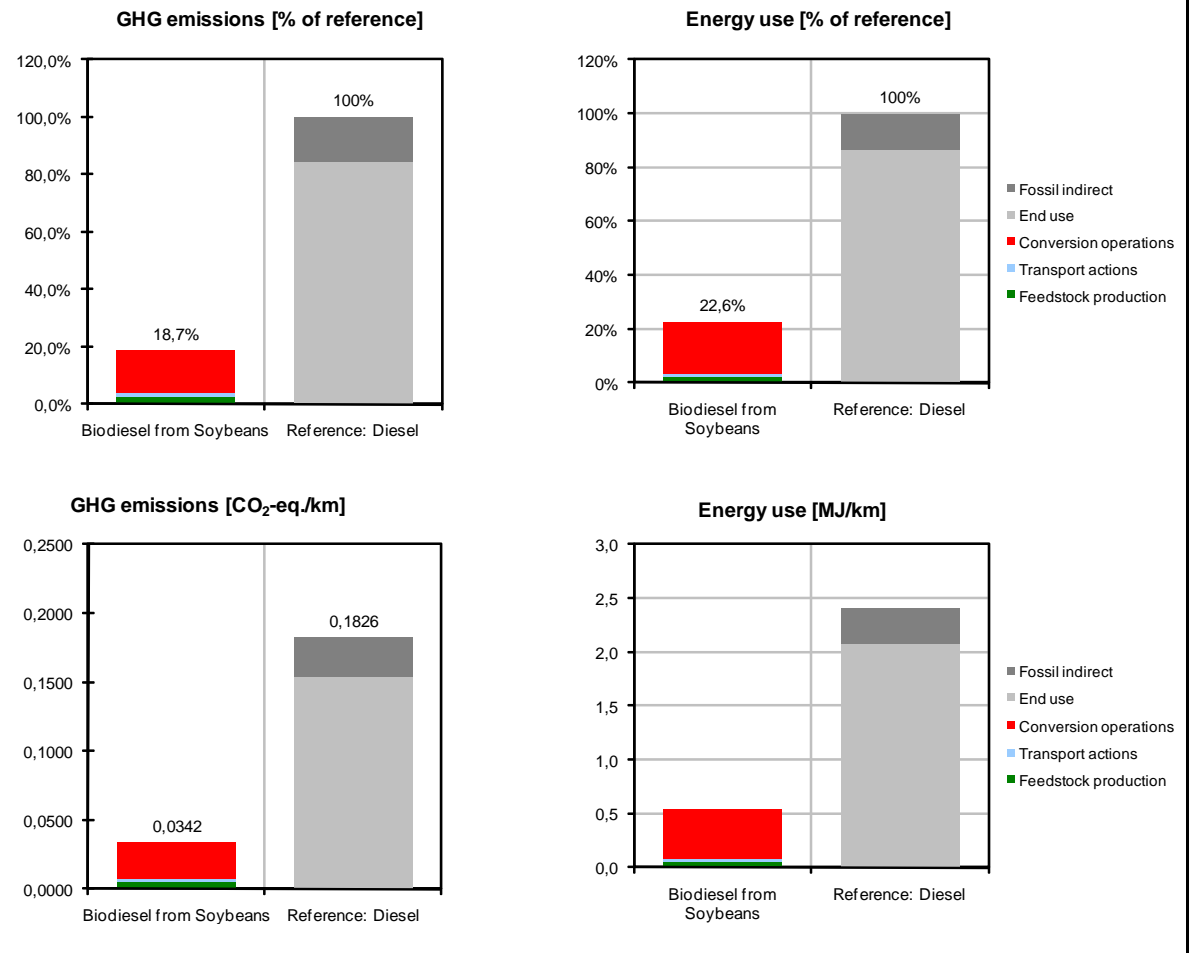 GHG emissions [% of reference]
120,0%
100,0%
80,0%
60,0%
40,0%
20,0%
0,0%
18,7%
100%
Biodiesel from Soybeans
Reference: Diesel
Energy use [% of reference]
120%
100%
80%
60%
40%
20%
0%
22,6%
100%
Biodiesel from
Soybeans
Reference: Diesel
Fossil indirect
End use
Conversion operations
Transport actions
Feedstock production
GHG emissions [CO₂-eq./km]
0,2500
0,2000
0,1500
0,1000
0,0500
0,0000
0,0342
0,1826
Biodiesel from Soybeans
Reference: Diesel
Energy use [MJ/km]
3,0
2,5
2,0
1,5
1,0
0,5
0,0
Biodiesel from
Soybeans
Reference: Diesel
Fossil indirect
End use
Conversion operations
Transport actions
Feedstock production